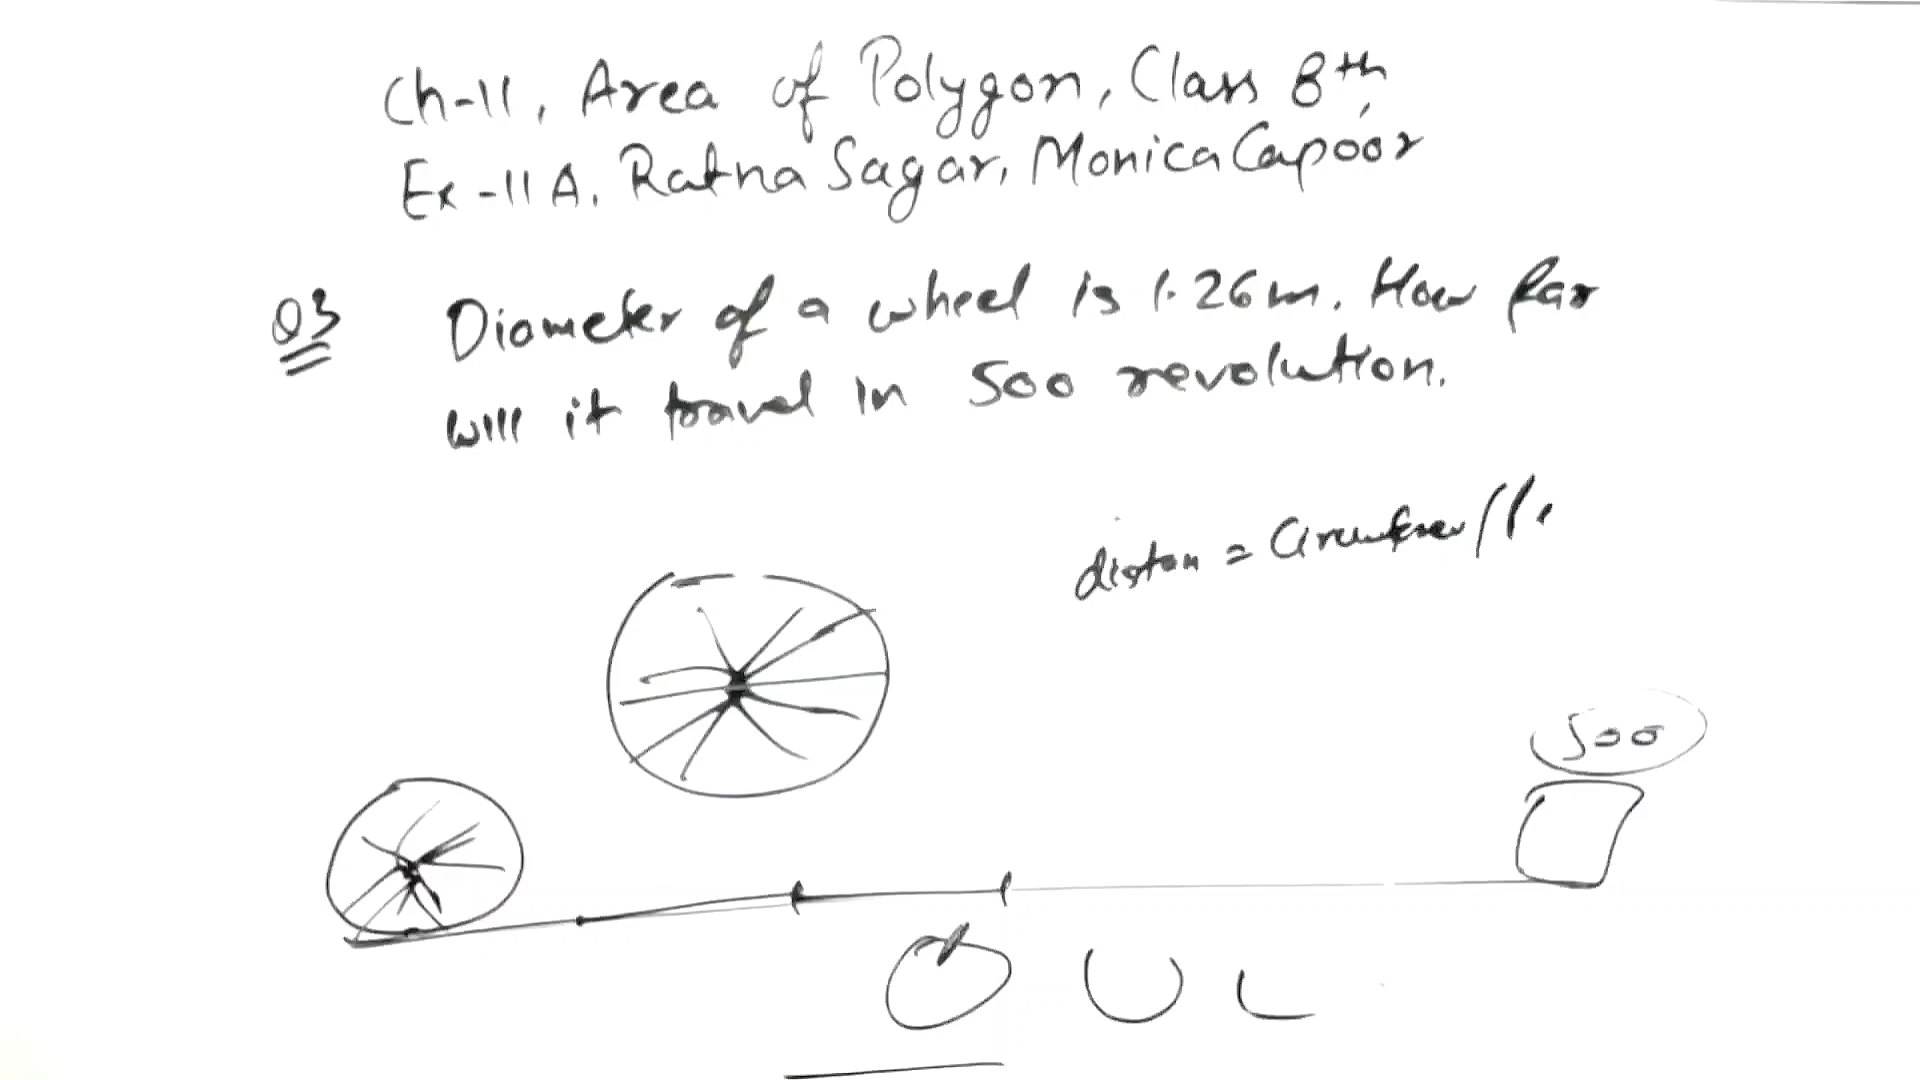 Ch-11, Area of Polygon, Class 8th,
Ex-11A, Ratna Sagar, Monica Capoor
Q3 Diameter of a wheel is 1.26m. How far
will it travel in 500 revolution.
distan =
500